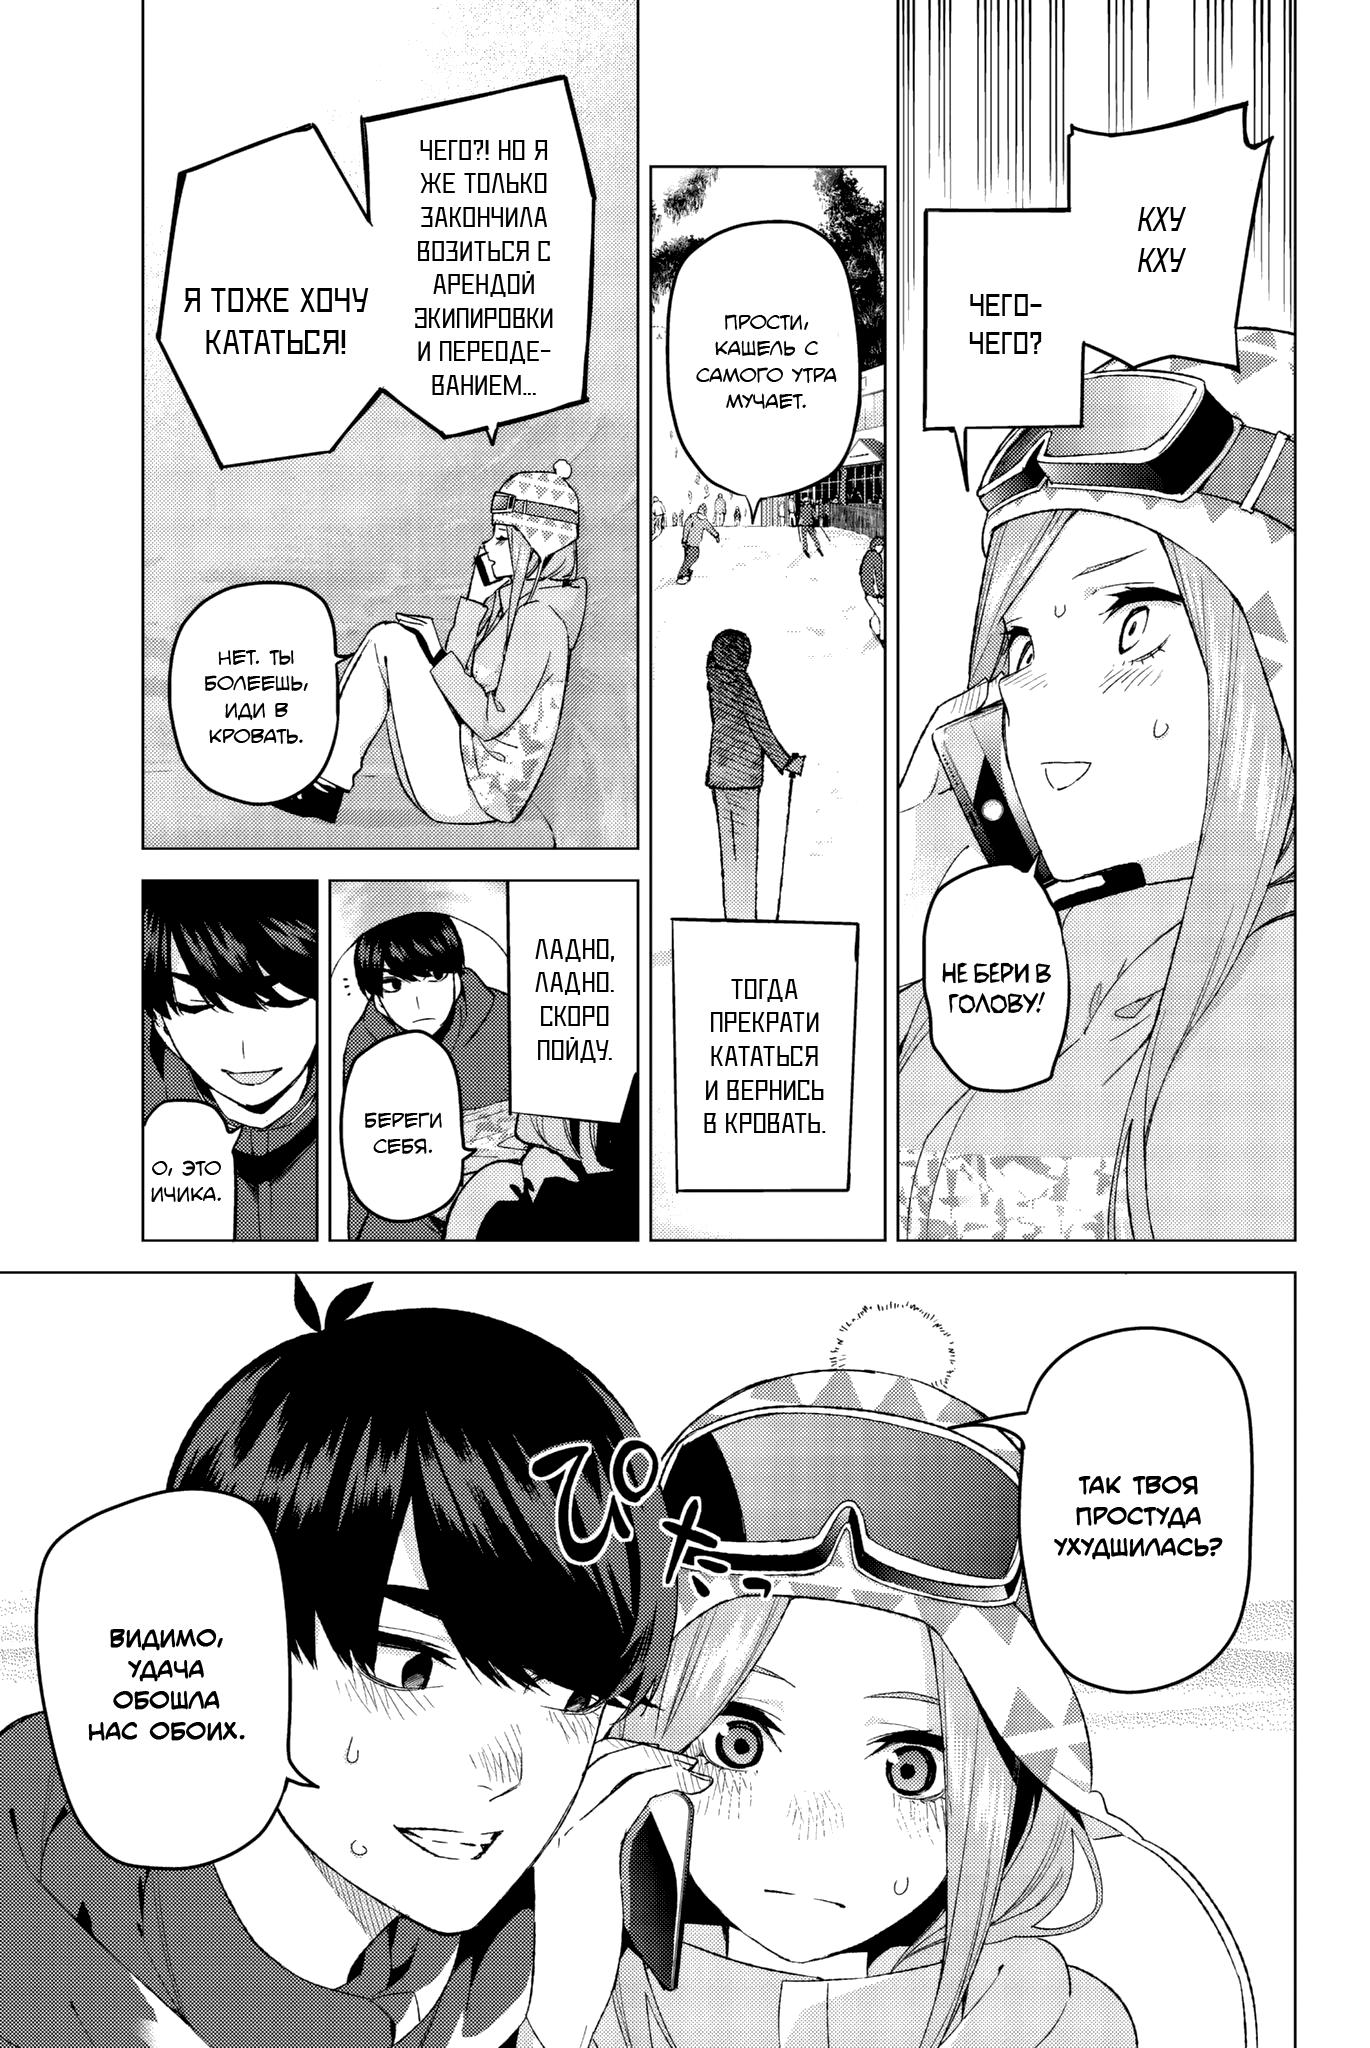 КХУ
КХУ
ЧЕГО-
ЧЕГО?
НЕ БЕРИ В
ГОЛОВУ!
ПРОСТИ,
КАШЕЛЬ С
САМОГО УТРА
МУЧАЕТ.
ТОГДА
ПРЕКРАТИ
КАТАТЬСЯ
И ВЕРНИСЬ
В КРОВАТЬ.
ЧЕГО?! НО Я
ЖЕ ТОЛЬКО
ЗАКОНЧИЛА
ВОЗИТЬСЯ С
АРЕНДОЙ
ЭКИПИРОВКИ
И ПЕРЕОДЕ-
ВАНИЕМ...
Я ТОЖЕ ХОЧУ
КАТАТЬСЯ!
НЕТ. ТЫ
БОЛЕЕШЬ,
ИДИ В
КРОВАТЬ.
ЛАДНО,
ЛАДНО.
СКОРО
ПОЙДУ.
БЕРЕГИ
СЕБЯ.
О, ЭТО
ИЧИКА.
ТАК ТВОЯ
ПРОСТУДА
УХУДШИЛАСЬ?
ぴたっ
ВИДИМО,
УДАЧА
ОБОШЛА
НАС ОБОИХ.